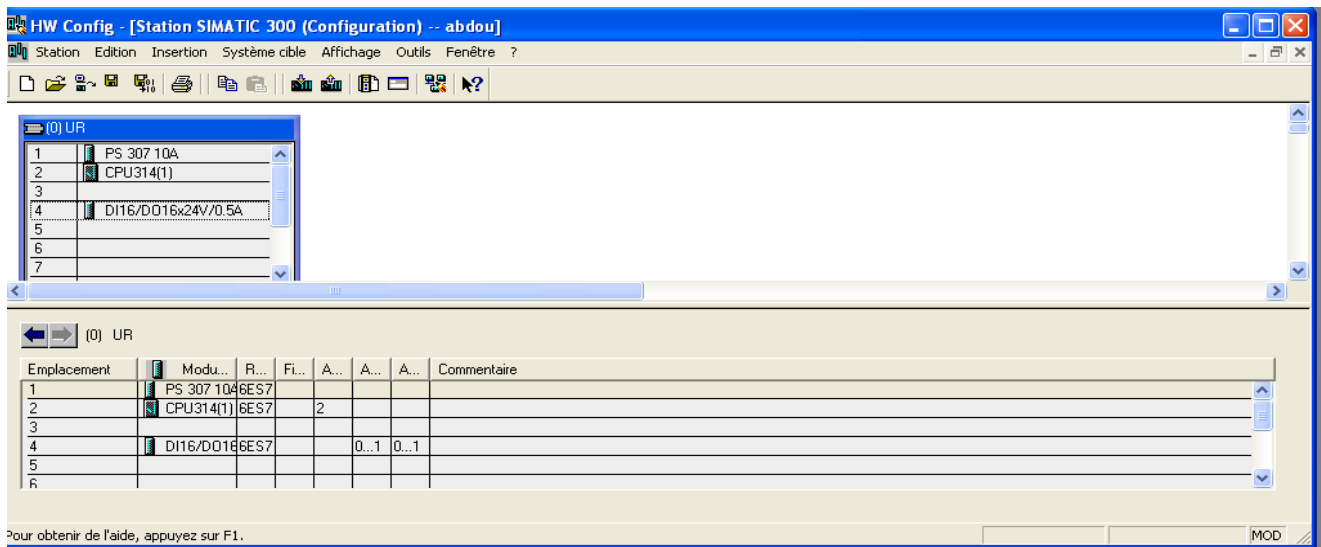 HW Config - [Station SIMATIC 300 (Configuration) -- abdou]
Station Edition Insertion Système cible Affichage Outils Fenêtre ?
(0) UR
1 PS 307 10A
2 CPU314(1)
3
4 DI16/DO16x24V/0.5A
5
6
7
(0) UR
Emplacement Modu... R... Fi... A... A... A... Commentaire
1 PS 307 10A 6ES7
2 CPU314(1) 6ES7 2
3
4 DI16/DO16 6ES7 0...1 0...1
5
6
Pour obtenir de l'aide, appuyez sur F1. MOD